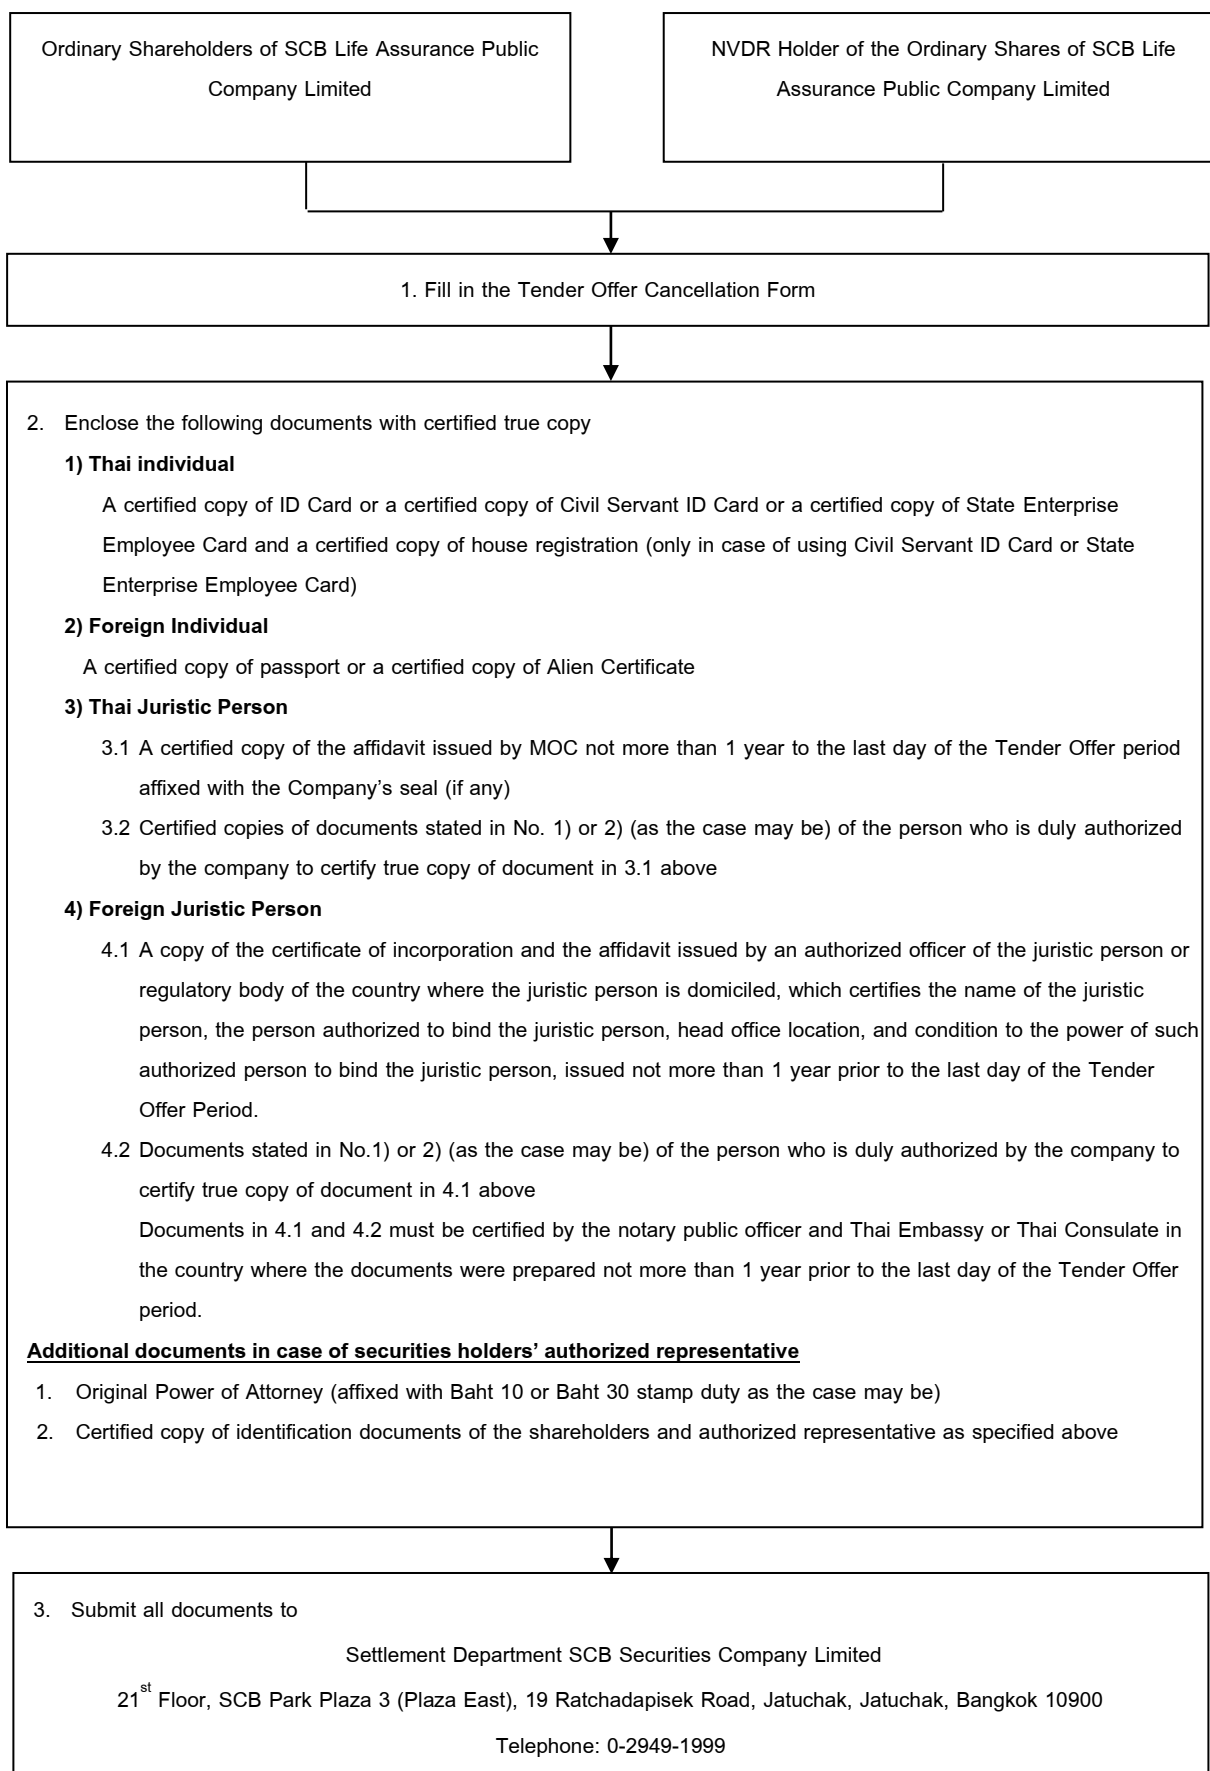 Ordinary Shareholders of SCB Life Assurance Public
Company Limited
NVDR Holder of the Ordinary Shares of SCB Life
Assurance Public Company Limited
1. Fill in the Tender Offer Cancellation Form
2. Enclose the following documents with certified true copy
1) Thai individual
A certified copy of ID Card or a certified copy of Civil Servant ID Card or a certified copy of State Enterprise
Employee Card and a certified copy of house registration (only in case of using Civil Servant ID Card or State
Enterprise Employee Card)
2) Foreign Individual
A certified copy of passport or a certified copy of Alien Certificate
3) Thai Juristic Person
3.1 A certified copy of the affidavit issued by MOC not more than 1 year to the last day of the Tender Offer period
affixed with the Company’s seal (if any)
3.2 Certified copies of documents stated in No. 1) or 2) (as the case may be) of the person who is duly authorized
by the company to certify true copy of document in 3.1 above
4) Foreign Juristic Person
4.1 A copy of the certificate of incorporation and the affidavit issued by an authorized officer of the juristic person or
regulatory body of the country where the juristic person is domiciled, which certifies the name of the juristic
person, the person authorized to bind the juristic person, head office location, and condition to the power of such
authorized person to bind the juristic person, issued not more than 1 year prior to the last day of the Tender
Offer Period.
4.2 Documents stated in No.1) or 2) (as the case may be) of the person who is duly authorized by the company to
certify true copy of document in 4.1 above
Documents in 4.1 and 4.2 must be certified by the notary public officer and Thai Embassy or Thai Consulate in
the country where the documents were prepared not more than 1 year prior to the last day of the Tender Offer
period.
Additional documents in case of securities holders’ authorized representative
1. Original Power of Attorney (affixed with Baht 10 or Baht 30 stamp duty as the case may be)
2. Certified copy of identification documents of the shareholders and authorized representative as specified above
3. Submit all documents to
Settlement Department SCB Securities Company Limited
21st Floor, SCB Park Plaza 3 (Plaza East), 19 Ratchadapisek Road, Jatuchak, Jatuchak, Bangkok 10900
Telephone: 0-2949-1999